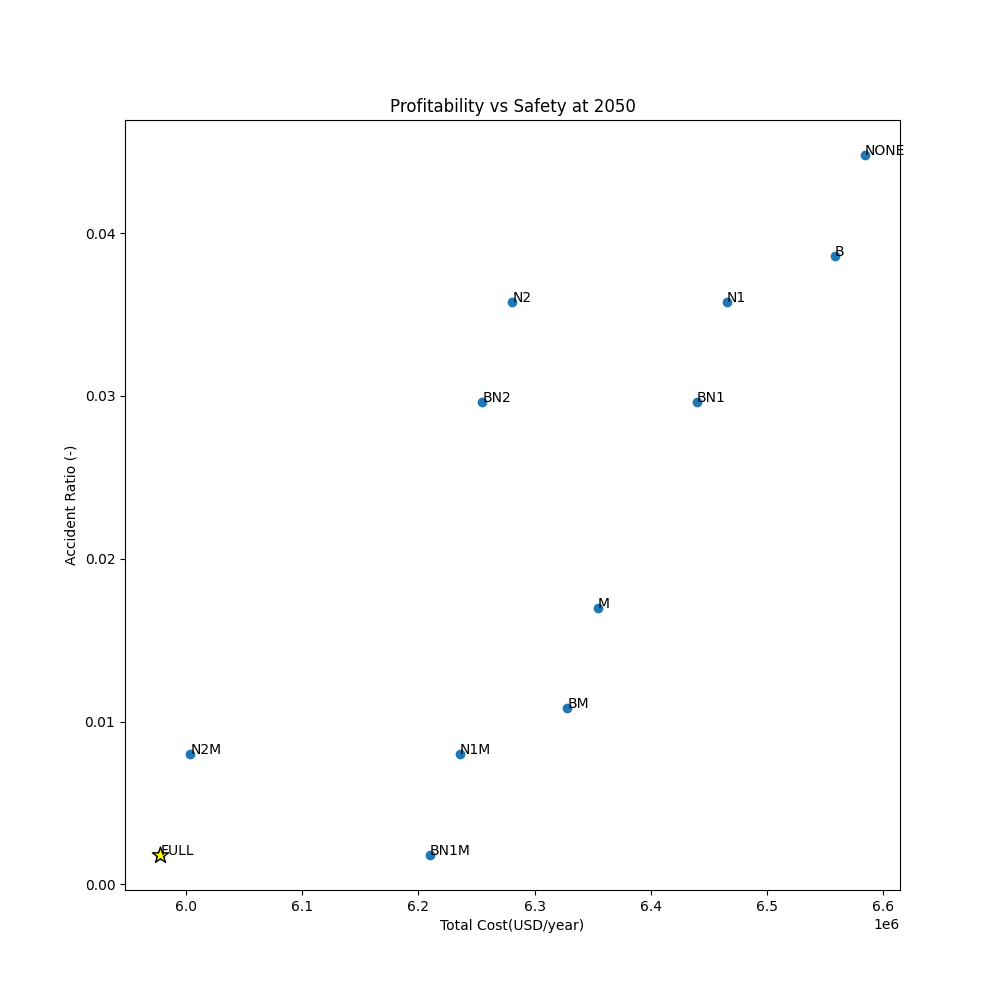 Profitability vs Safety at 2050
NONE
B
N2
N1
BN2
BN1
M
BM
N2M
N1M
FULL
BN1M
0.04
0.03
0.02
0.01
0.00
Accident Ratio (-)
6.0 6.1 6.2 6.3 6.4 6.5 6.6
1e6
Total Cost(USD/year)